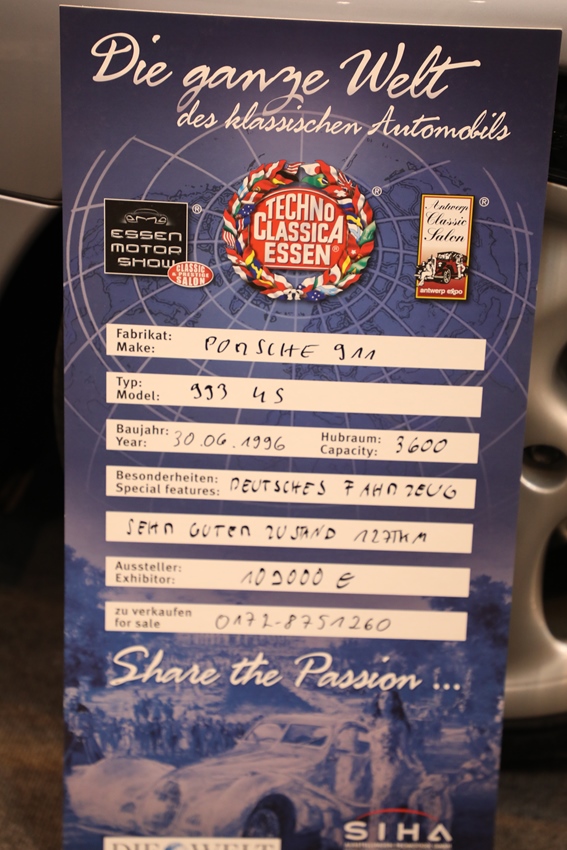 Die ganze Welt
des klassischen Automobils
ESSEN
MOTOR
SHOW
®
CLASSIC
& PRESTIGE
SALON
TECHNO
CLASSICA
ESSEN®
®
Antwerp
Classic
Salon
antwerp expo
®
Fabrikat:
Make: PORSCHE 911
Typ:
Model: 993 4S
Baujahr:
Year: 30.06.1996
Hubraum:
Capacity: 3600
Besonderheiten:
Special features: DEUTSCHES FAHRZEUG
SEHR GUTER ZUSTAND 127TKM
Aussteller:
Exhibitor: 109000 €
zu verkaufen
for sale 0172-8751260
Share the Passion ...
DIE WELT
SIHA